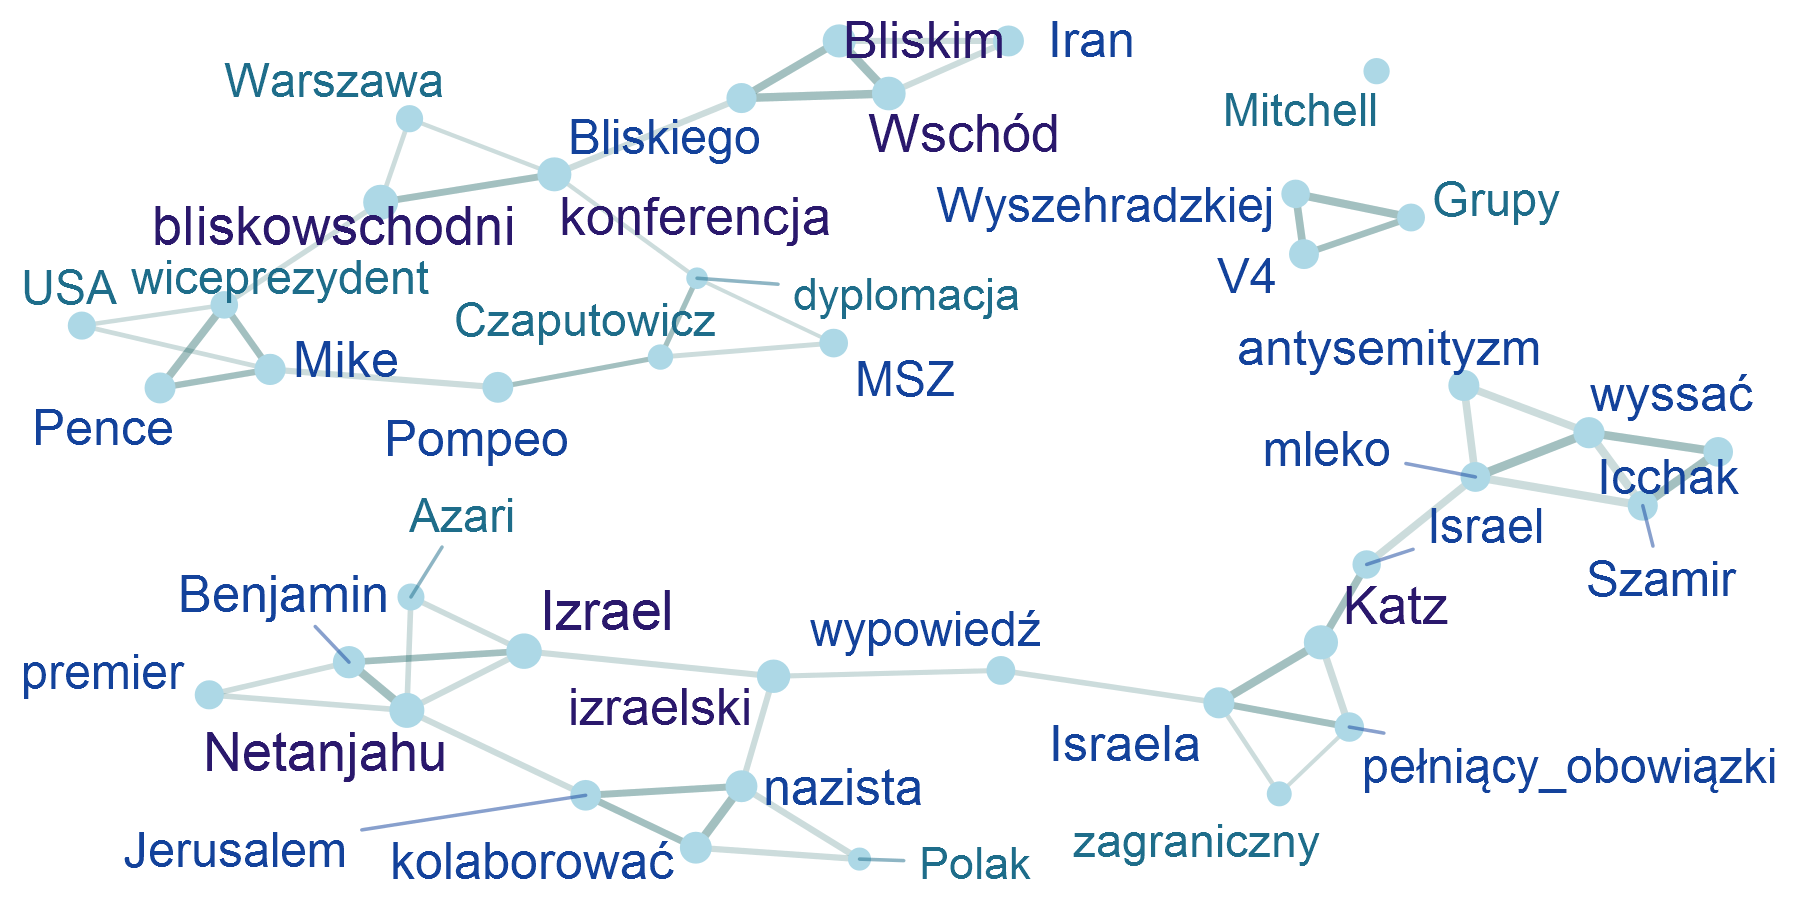 Bliskim
Iran
Warszawa
Mitchell
Bliskiego
Wschód
Wyszehradzkiej
Grupy
bliskowschodni
konferencja
V4
USA
wiceprezydent
dyplomacja
Czaputowicz
Mike
MSZ
antysemityzm
wyssać
Pence
Pompeo
mleko
Icchak
Azari
Israel
Szamir
Benjamin
Izrael
Katz
wypowiedź
premier
izraelski
Netanjahu
Israela
pełniący_obowiązki
nazista
Jerusalem
kolaborować
Polak
zagraniczny